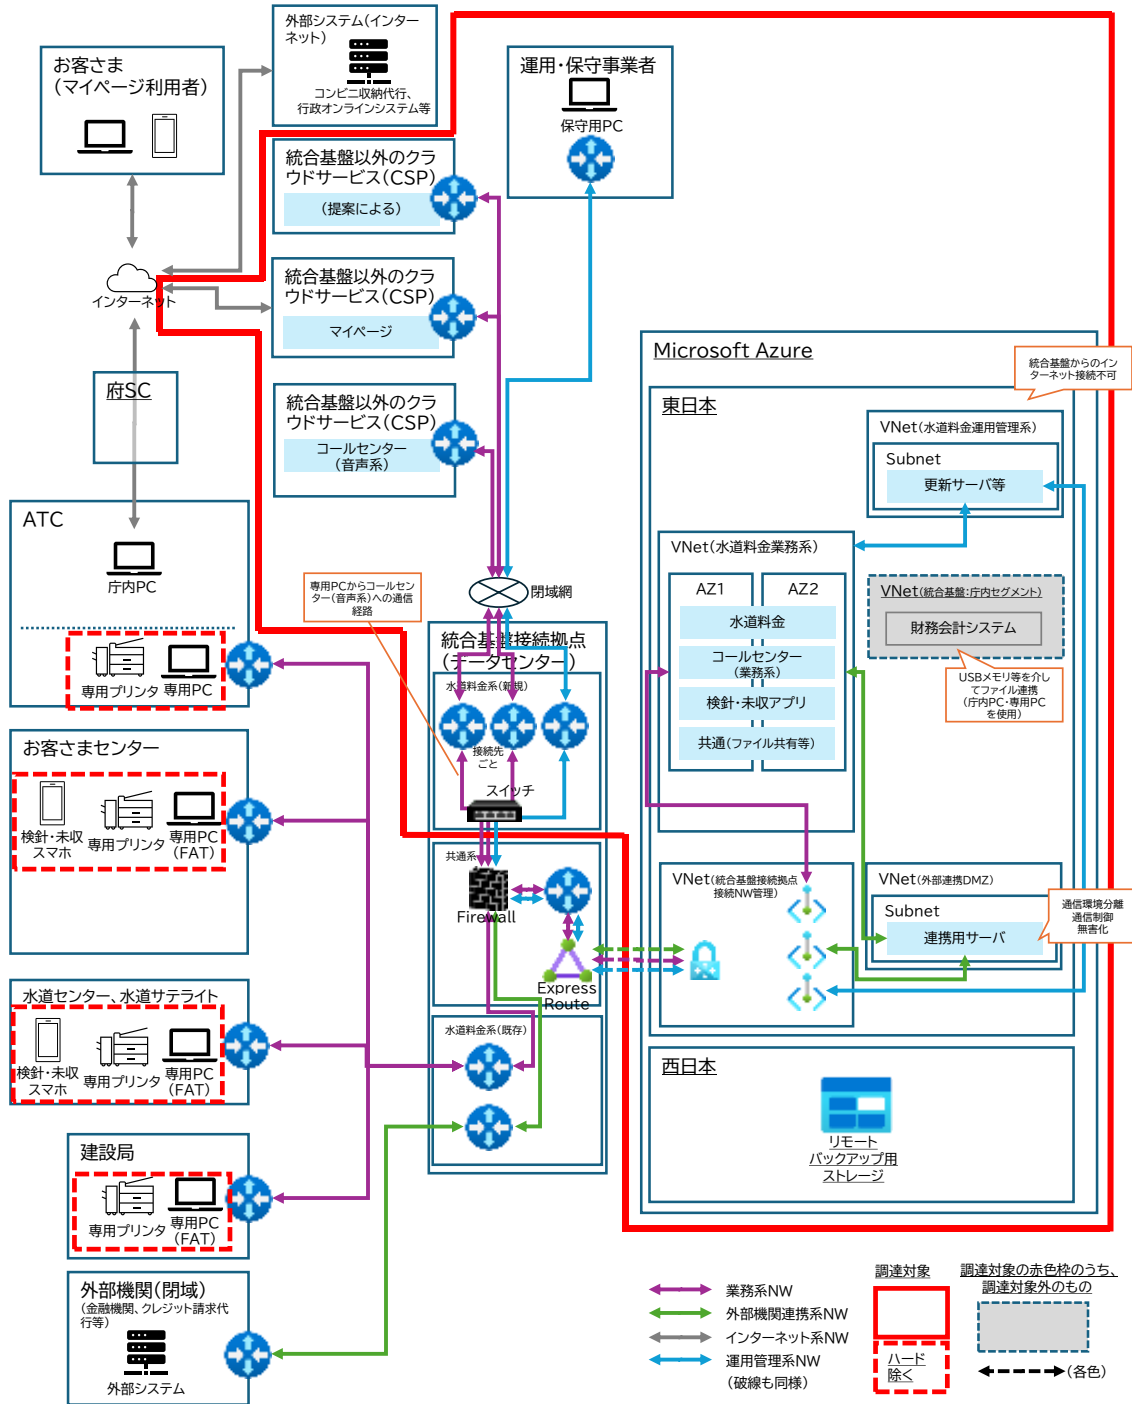 外部システム(インター
ネット)
コンビニ収納代行、
行政オンラインシステム等
お客さま
(マイページ利用者)
運用・保守事業者
保守用PC
統合基盤以外のクラ
ウドサービス(CSP)
(提案による)
インターネット
統合基盤以外のクラ
ウドサービス(CSP)
マイページ
府SC
統合基盤以外のクラ
ウドサービス(CSP)
コールセンター
(音声系)
Microsoft Azure
統合基盤からのイン
ターネット接続不可
東日本
VNet(水道料金運用管理系)
Subnet
更新サーバ等
ATC
庁内PC
専用プリンタ
専用PC
専用PCからコールセン
ター(音声系)への通信
経路
閉域網
VNet(水道料金業務系)
AZ1
AZ2
水道料金
コールセンター
(業務系)
検針・未収アプリ
共通(ファイル共有等)
VNet(統合基盤:庁内セグメント)
財務会計システム
USBメモリ等を介し
てファイル連携
(庁内PC・専用PC
を使用)
統合基盤接続拠点
(データセンター)
水道料金系(新規)
接続先
ごと
スイッチ
お客さまセンター
検針・未収
スマホ
専用プリンタ
専用PC
(FAT)
共通系
Firewall
Express
Route
VNet(統合基盤接続拠点
接続NW管理)
VNet(外部連携DMZ)
Subnet
連携用サーバ
通信環境分離
通信制御
無害化
水道センター、水道サテライト
検針・未収
スマホ
専用プリンタ
専用PC
(FAT)
水道料金系(既存)
西日本
リモート
バックアップ用
ストレージ
建設局
専用プリンタ
専用PC
(FAT)
外部機関(閉域)
(金融機関、クレジット請求代
行等)
外部システム
業務系NW
外部機関連携系NW
インターネット系NW
運用管理系NW
(破線も同様)
調達対象
ハード
除く
調達対象の赤色枠のうち、
調達対象外のもの
(各色)